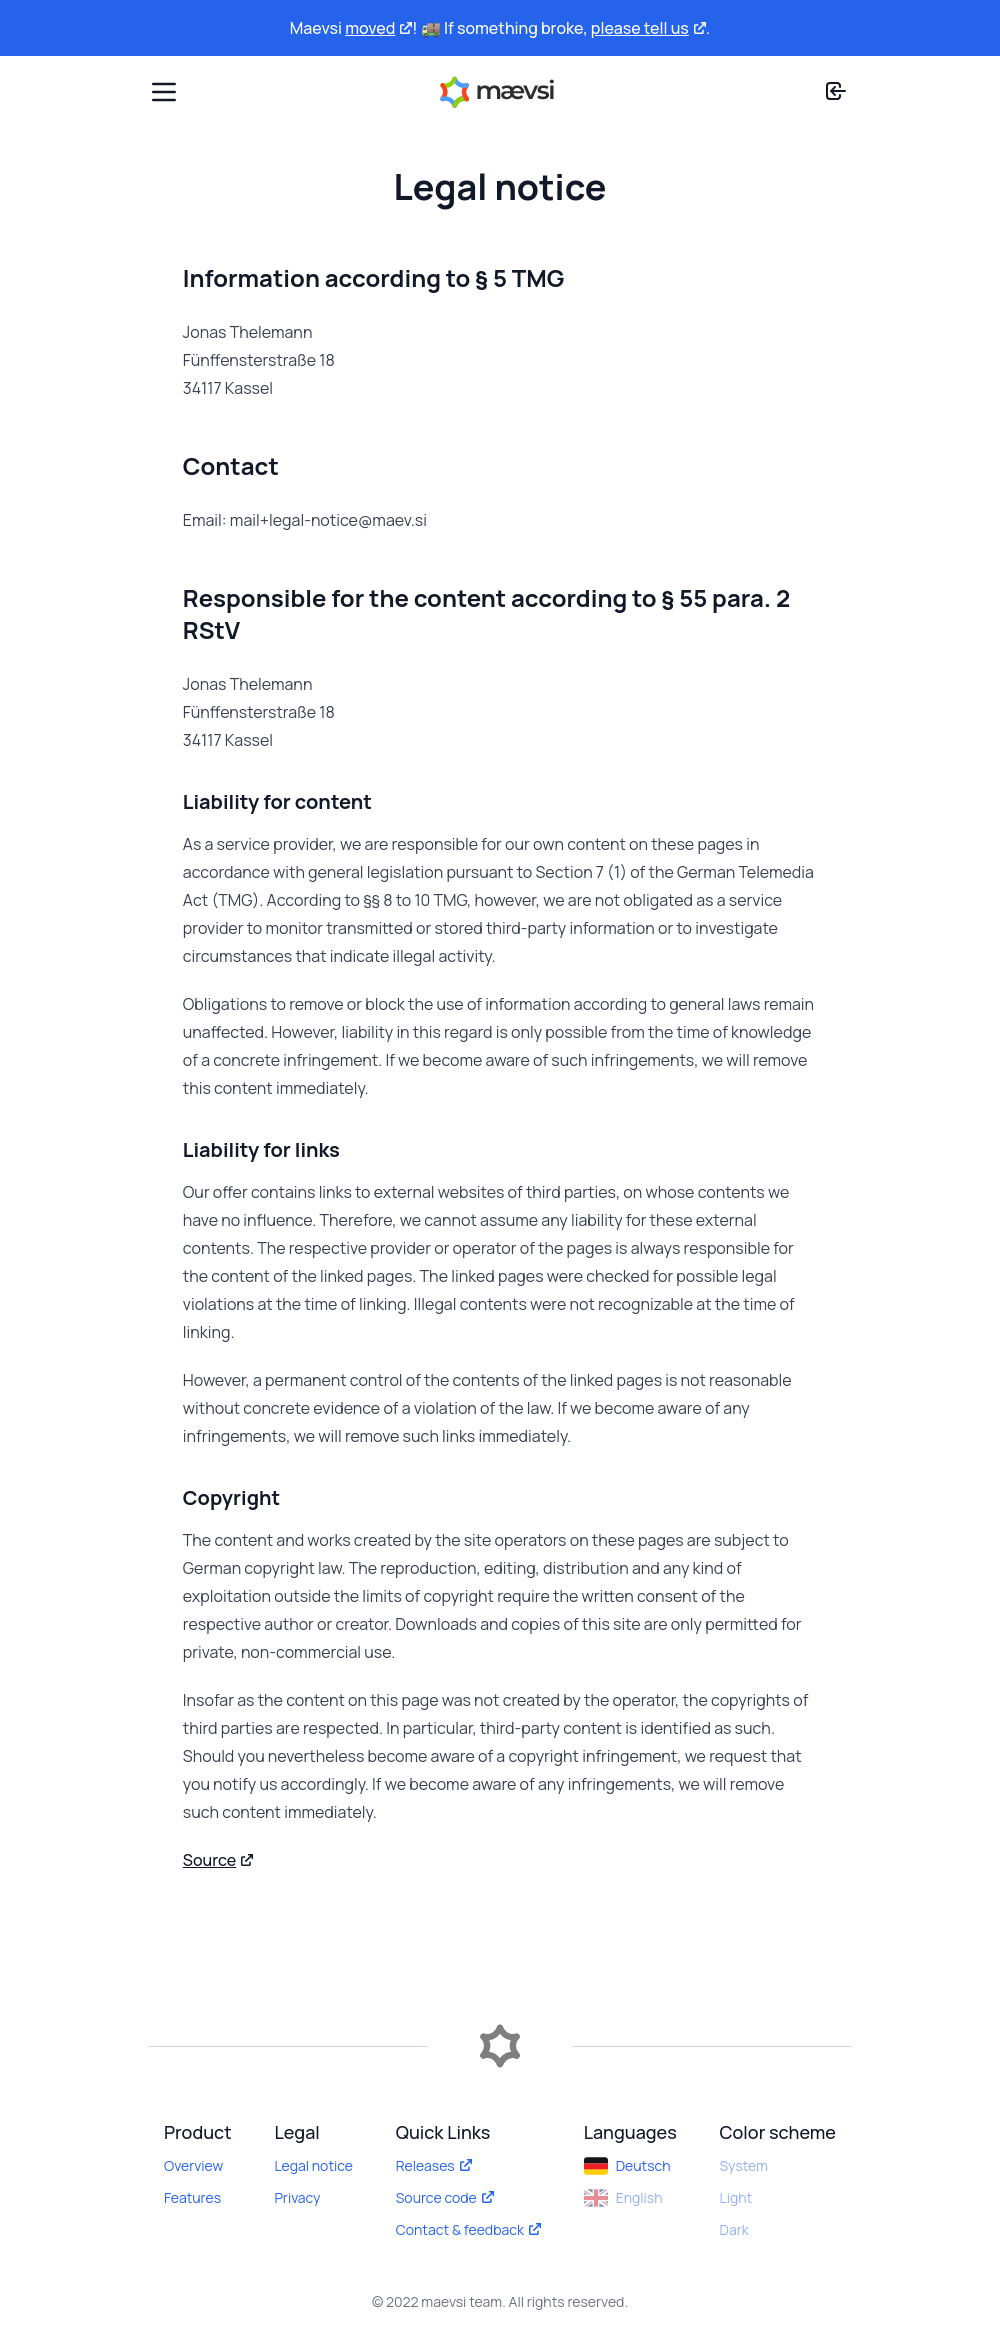 Maevsi moved! 🚚 If something broke, please tell us.
mævsi
Legal notice
Information according to § 5 TMG
Jonas Thelemann
Fünffensterstraße 18
34117 Kassel
Contact
Email: mail+legal-notice@maev.si
Responsible for the content according to § 55 para. 2
RStV
Jonas Thelemann
Fünffensterstraße 18
34117 Kassel
Liability for content
As a service provider, we are responsible for our own content on these pages in
accordance with general legislation pursuant to Section 7 (1) of the German Telemedia
Act (TMG). According to §§ 8 to 10 TMG, however, we are not obligated as a service
provider to monitor transmitted or stored third-party information or to investigate
circumstances that indicate illegal activity.
Obligations to remove or block the use of information according to general laws remain
unaffected. However, liability in this regard is only possible from the time of knowledge
of a concrete infringement. If we become aware of such infringements, we will remove
this content immediately.
Liability for links
Our offer contains links to external websites of third parties, on whose contents we
have no influence. Therefore, we cannot assume any liability for these external
contents. The respective provider or operator of the pages is always responsible for
the content of the linked pages. The linked pages were checked for possible legal
violations at the time of linking. Illegal contents were not recognizable at the time of
linking.
However, a permanent control of the contents of the linked pages is not reasonable
without concrete evidence of a violation of the law. If we become aware of any
infringements, we will remove such links immediately.
Copyright
The content and works created by the site operators on these pages are subject to
German copyright law. The reproduction, editing, distribution and any kind of
exploitation outside the limits of copyright require the written consent of the
respective author or creator. Downloads and copies of this site are only permitted for
private, non-commercial use.
Insofar as the content on this page was not created by the operator, the copyrights of
third parties are respected. In particular, third-party content is identified as such.
Should you nevertheless become aware of a copyright infringement, we request that
you notify us accordingly. If we become aware of any infringements, we will remove
such content immediately.
Source
Product
Overview
Features
Legal
Legal notice
Privacy
Quick Links
Releases
Source code
Contact & feedback
Languages
Deutsch
English
Color scheme
System
Light
Dark
© 2022 maevsi team. All rights reserved.